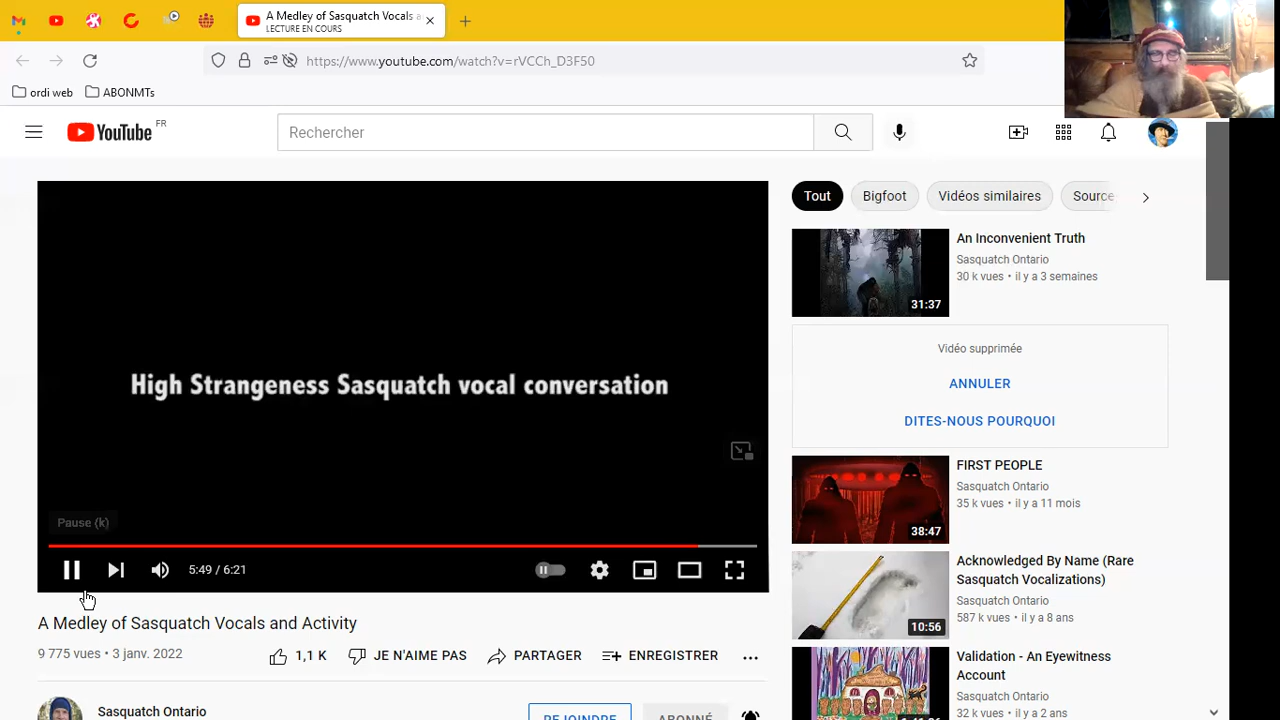 A Medley of Sasquatch Vocals a
LECTURE EN COURS
https://www.youtube.com/watch?v=rVCCh_D3F50
ordi web
ABONMTs
YouTube FR
Rechercher
Tout
Bigfoot
Vidéos similaires
Source
High Strangeness Sasquatch vocal conversation
Pause (k)
5:49 / 6:21
A Medley of Sasquatch Vocals and Activity
9 775 vues • 3 janv. 2022
1,1 K
JE N'AIME PAS
PARTAGER
ENREGISTRER
Sasquatch Ontario
REJOINDRE
ABONNÉ
An Inconvenient Truth
Sasquatch Ontario
30 k vues • il y a 3 semaines
31:37
Vidéo supprimée
ANNULER
DITES-NOUS POURQUOI
FIRST PEOPLE
Sasquatch Ontario
35 k vues • il y a 11 mois
38:47
Acknowledged By Name (Rare
Sasquatch Vocalizations)
Sasquatch Ontario
587 k vues • il y a 8 ans
10:56
Validation - An Eyewitness
Account
Sasquatch Ontario
32 k vues • il y a 2 ans